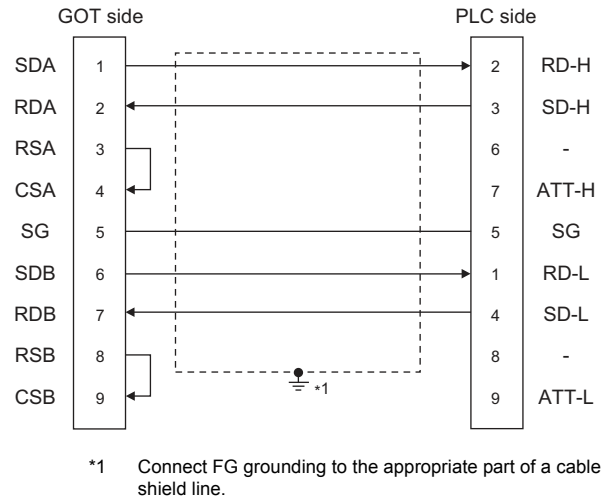 GOT side PLC side
SDA 1 2 RD-H
RDA 2 3 SD-H
RSA 3 6 -
CSA 4 7 ATT-H
SG 5 5 SG
SDB 6 1 RD-L
RDB 7 4 SD-L
RSB 8 8 -
*1
CSB 9 9 ATT-L
*1 Connect FG grounding to the appropriate part of a cable
shield line.